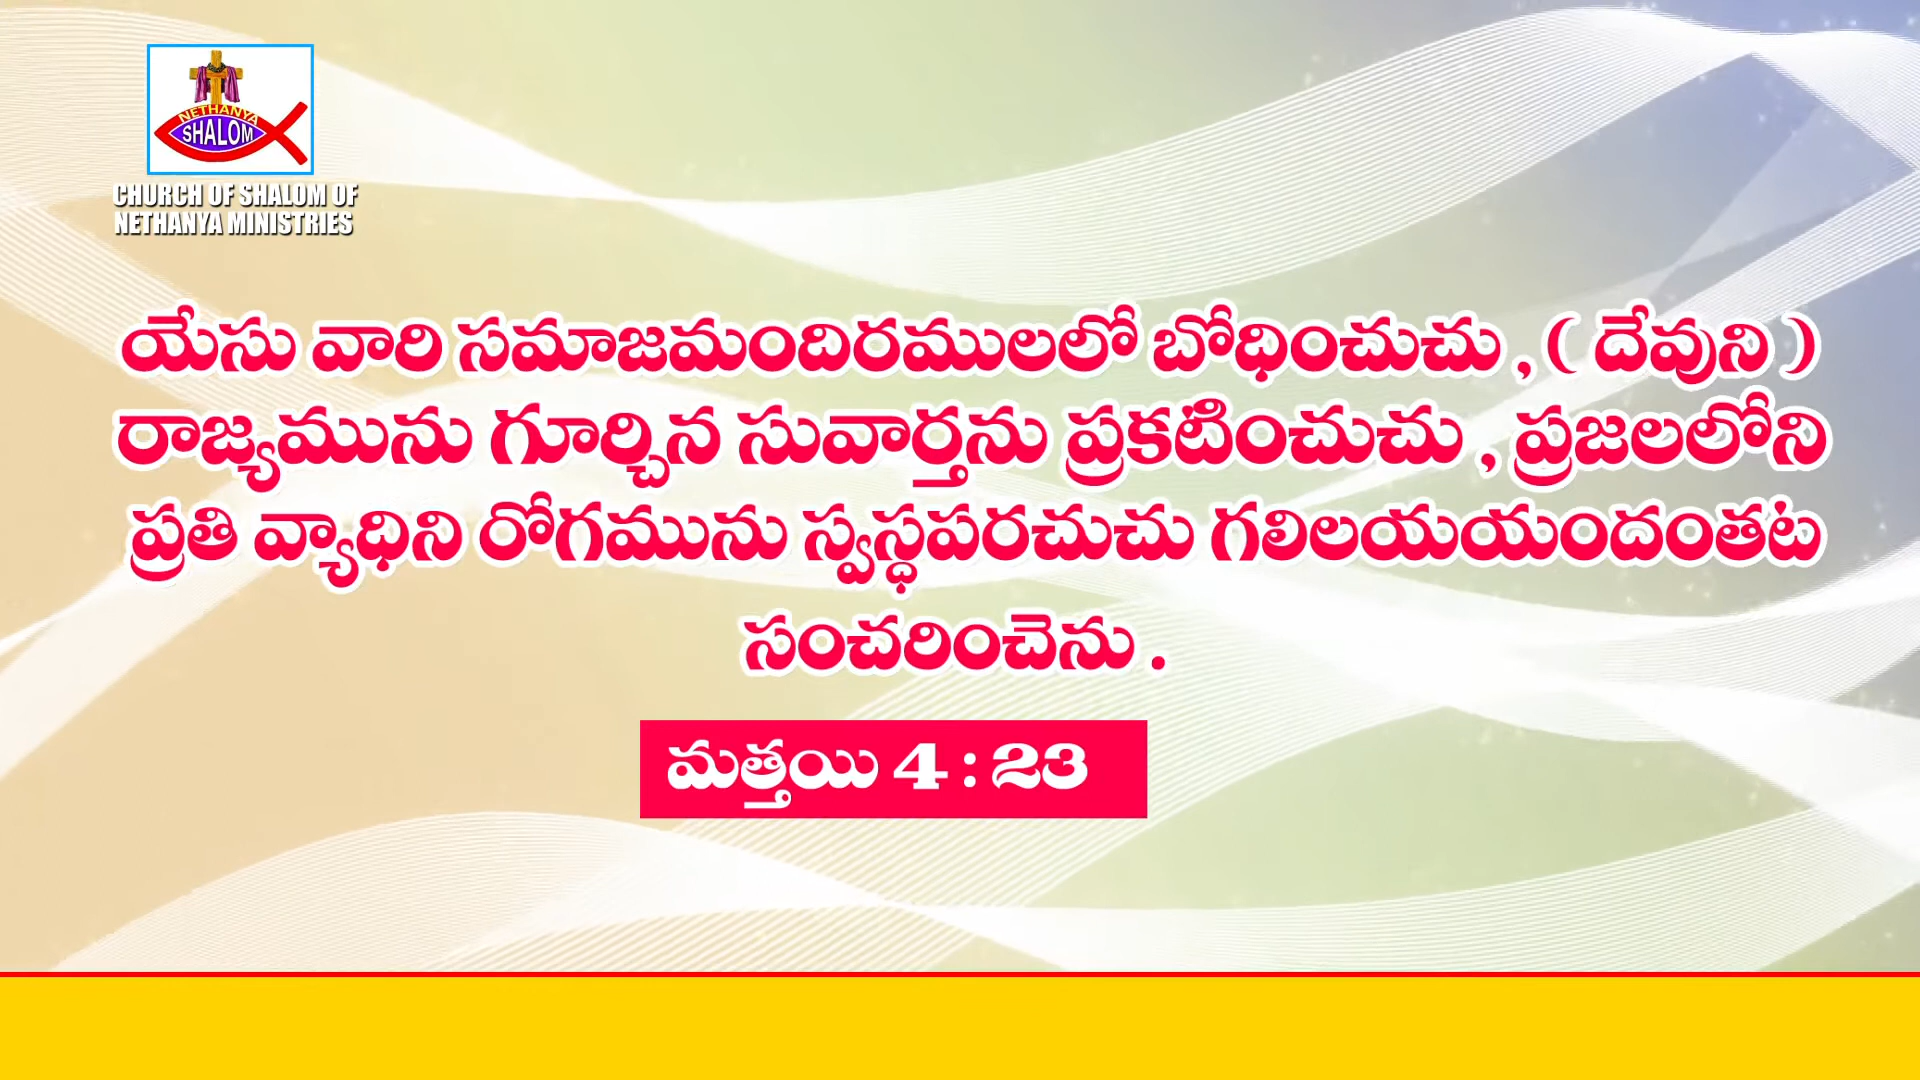 NETHANYA
SHALOM
CHURCH OF SHALOM OF
NETHANYA MINISTRIES
యేసు వారి సమాజమందిరములలో బోధించుచు , ( దేవుని )
రాజ్యమును గూర్చిన సువార్తను ప్రకటించుచు , ప్రజలలోని
ప్రతి వ్యాధిని రోగమును స్వస్థపరచుచు గలిలయయందంతట
సంచరించెను .
మత్తయి 4 : 23